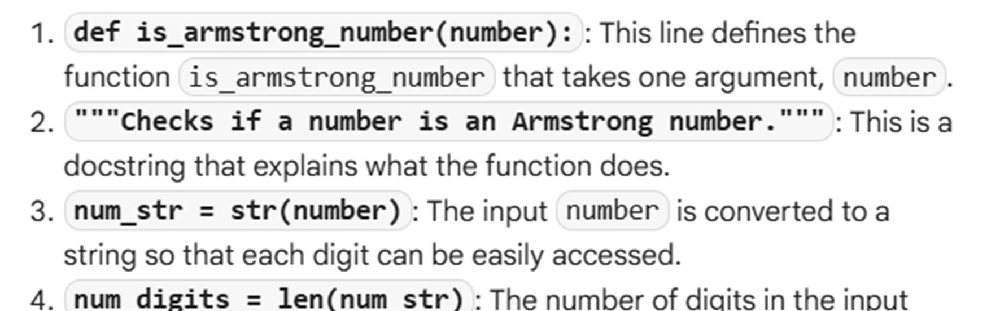 1. def is_armstrong_number(number): : This line defines the
function is_armstrong_number that takes one argument, number .
2. """Checks if a number is an Armstrong number.""" : This is a
docstring that explains what the function does.
3. num_str = str(number) : The input number is converted to a
string so that each digit can be easily accessed.
4. num_digits = len(num_str) : The number of digits in the input